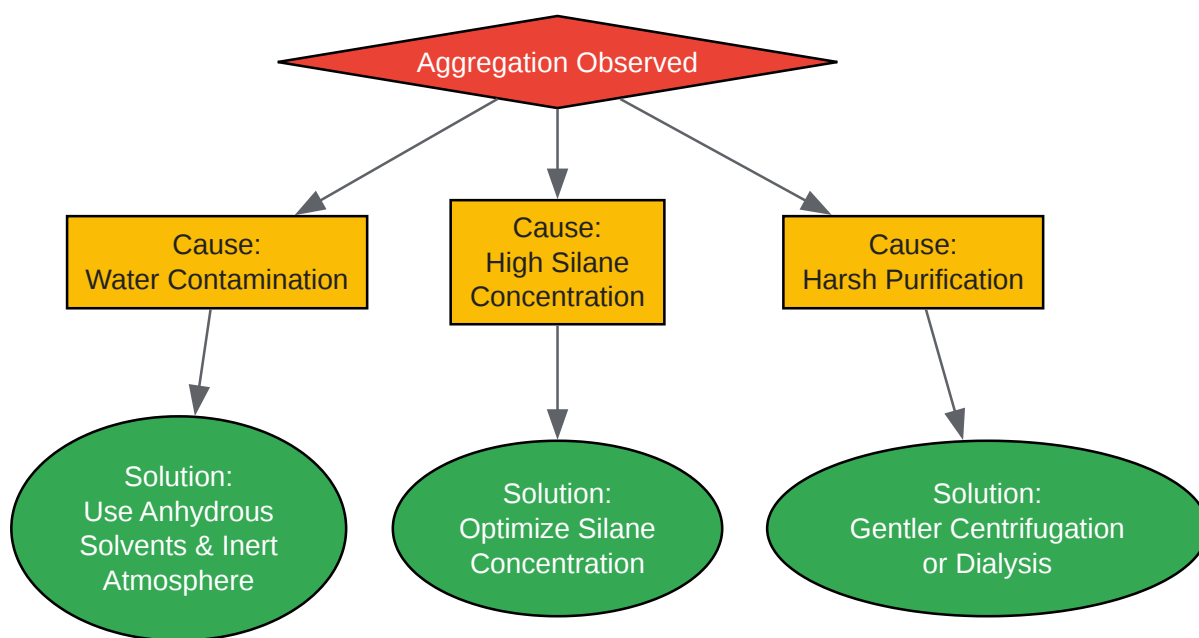 Aggregation Observed
Cause:
Water Contamination
Cause:
High Silane
Concentration
Cause:
Harsh Purification
Solution:
Use Anhydrous
Solvents & Inert
Atmosphere
Solution:
Optimize Silane
Concentration
Solution:
Gentler Centrifugation
or Dialysis